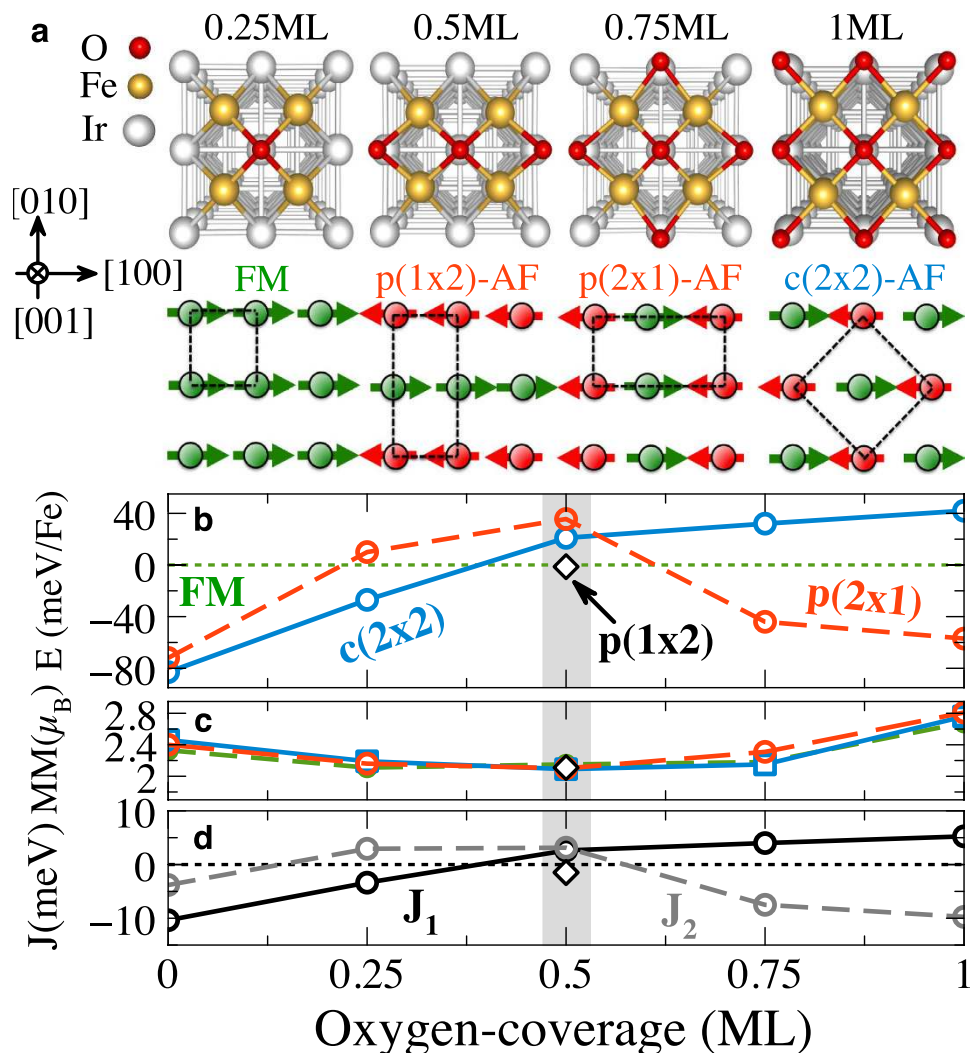 a
0.25ML 0.5ML 0.75ML 1ML
O
Fe
Ir
[010]
[100]
[001]
FM p(1x2)-AF p(2x1)-AF c(2x2)-AF
b
E (meV/Fe)
40
0
−40
−80
FM
c(2x2)
p(1x2)
p(2x1)
c
MM(μB)
2.8
2.4
2
d
J(meV)
10
0
−10
J1
J2
0 0.25 0.5 0.75 1
Oxygen-coverage (ML)